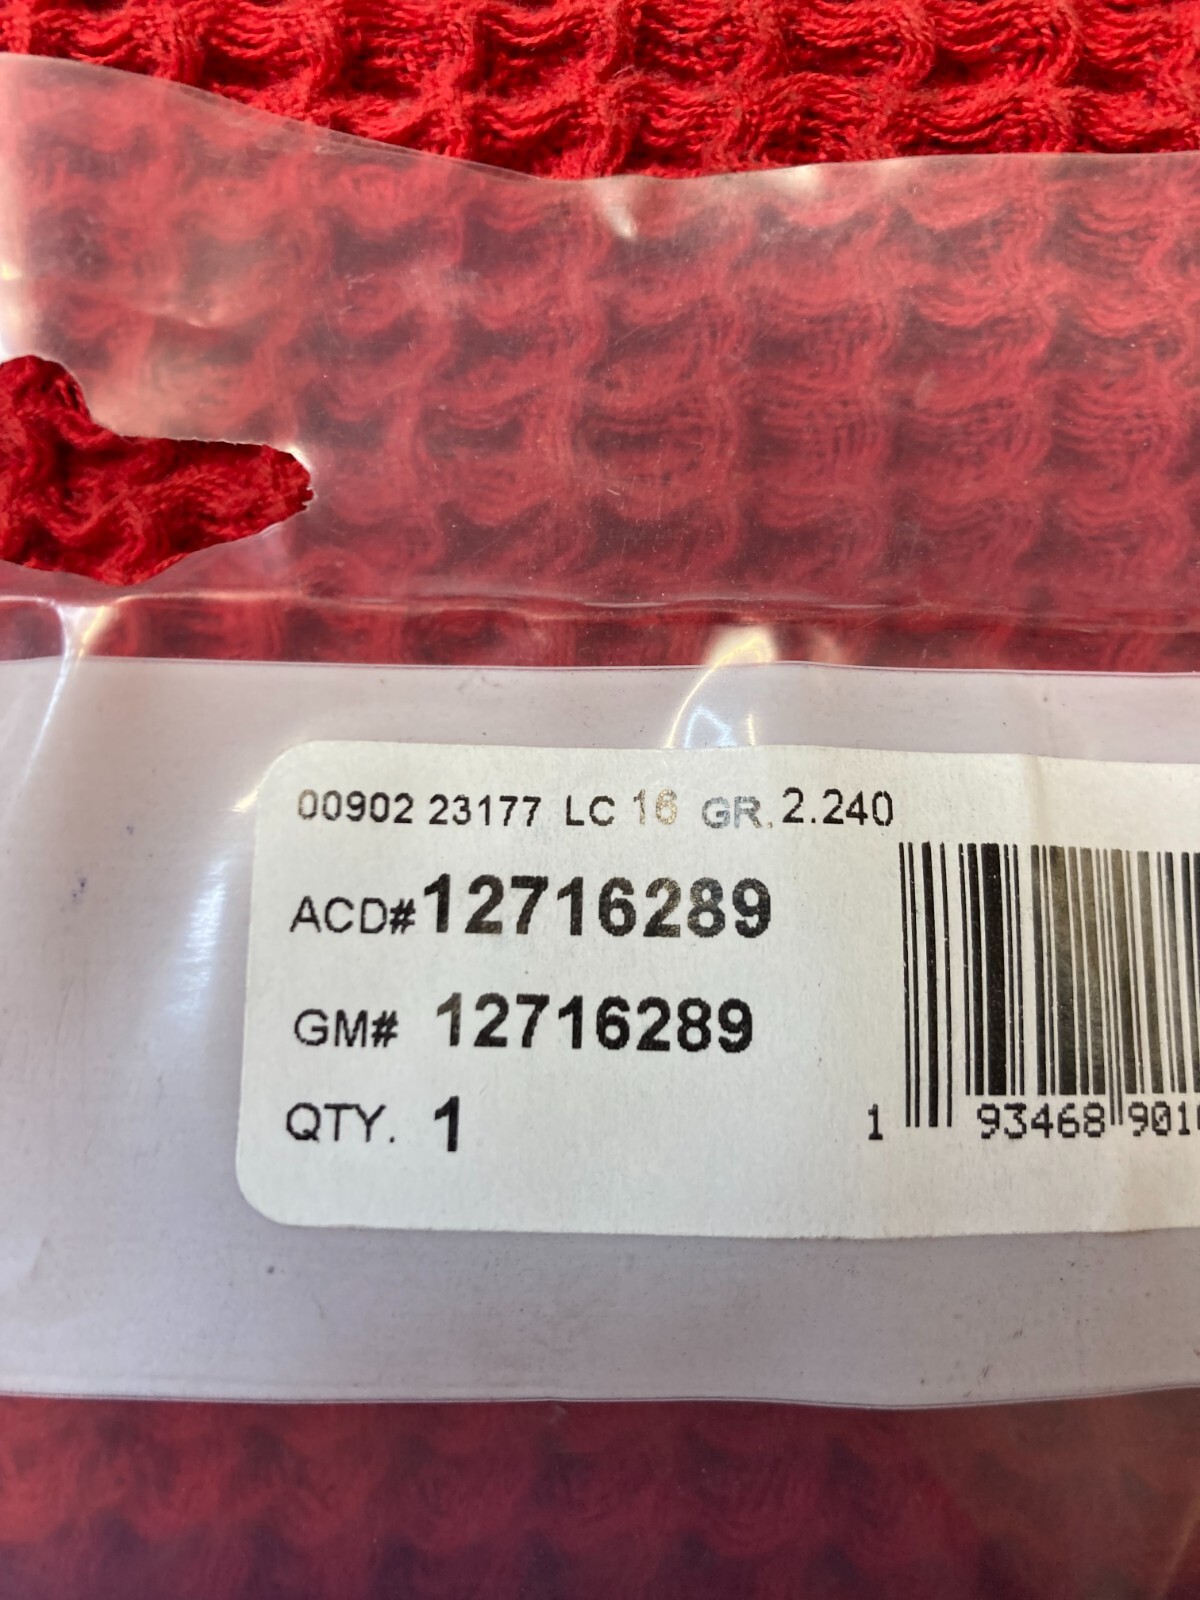 00902 23177 LC 16 GR. 2.240
ACD# 12716289
GM# 12716289
QTY. 1
1 93468 901